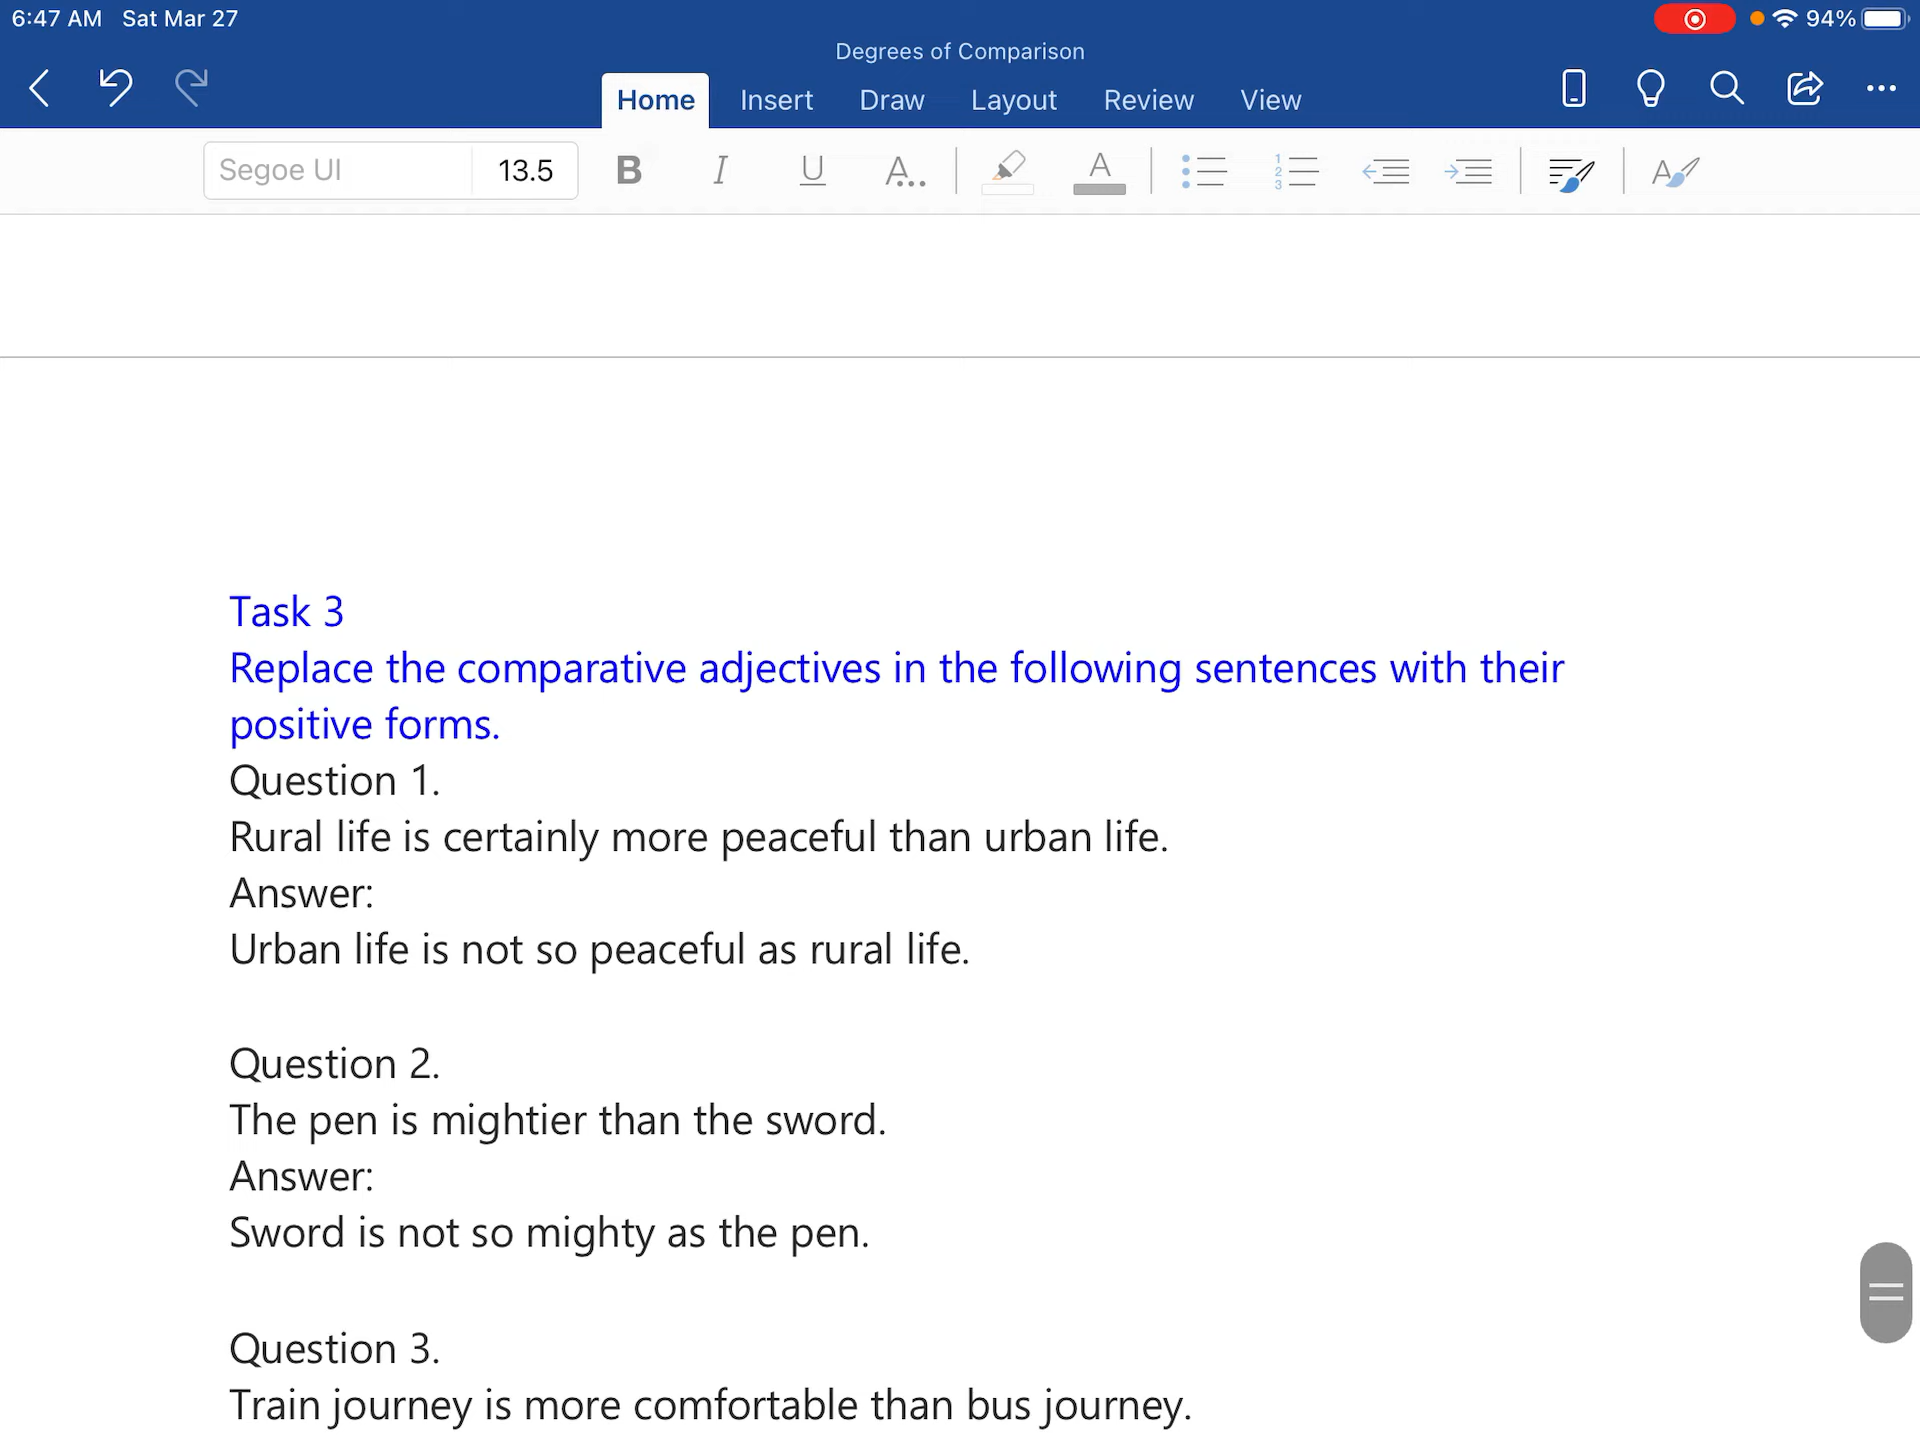 6:47 AM Sat Mar 27
94%
Degrees of Comparison
Home Insert Draw Layout Review View
Segoe UI 13.5 B I U A... A
Task 3
Replace the comparative adjectives in the following sentences with their
positive forms.
Question 1.
Rural life is certainly more peaceful than urban life.
Answer:
Urban life is not so peaceful as rural life.
Question 2.
The pen is mightier than the sword.
Answer:
Sword is not so mighty as the pen.
Question 3.
Train journey is more comfortable than bus journey.